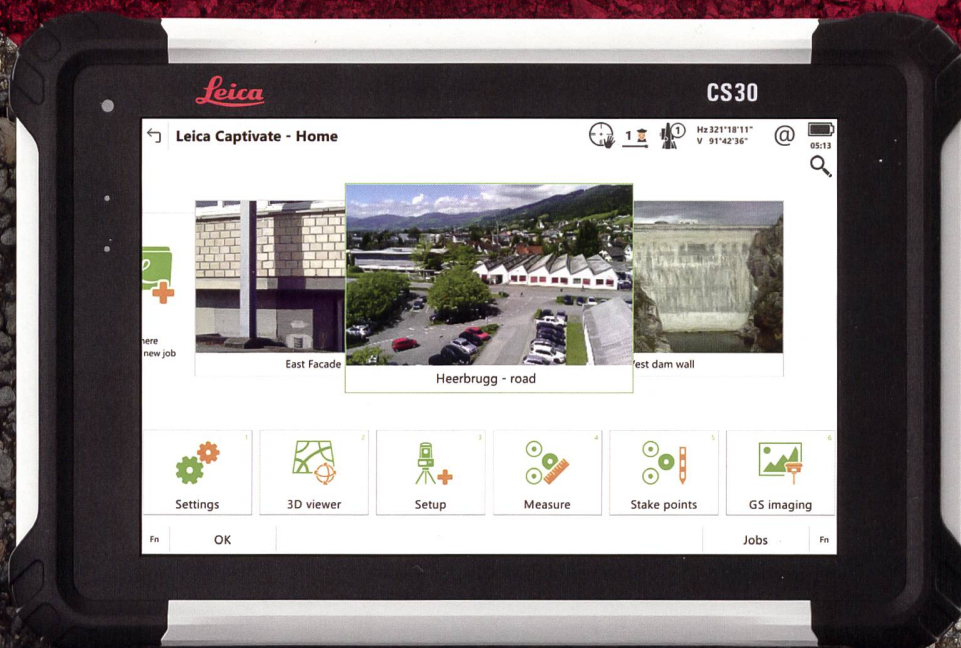 Leica
CS30
Leica Captivate - Home
1
1
Hz 321°18'11"
V 91°42'36"
@
05:13
new job
East Facade
Heerbrugg - road
dam wall
1
2
3
4
5
6
Settings
3D viewer
Setup
Measure
Stake points
GS imaging
Fn
OK
Jobs
Fn